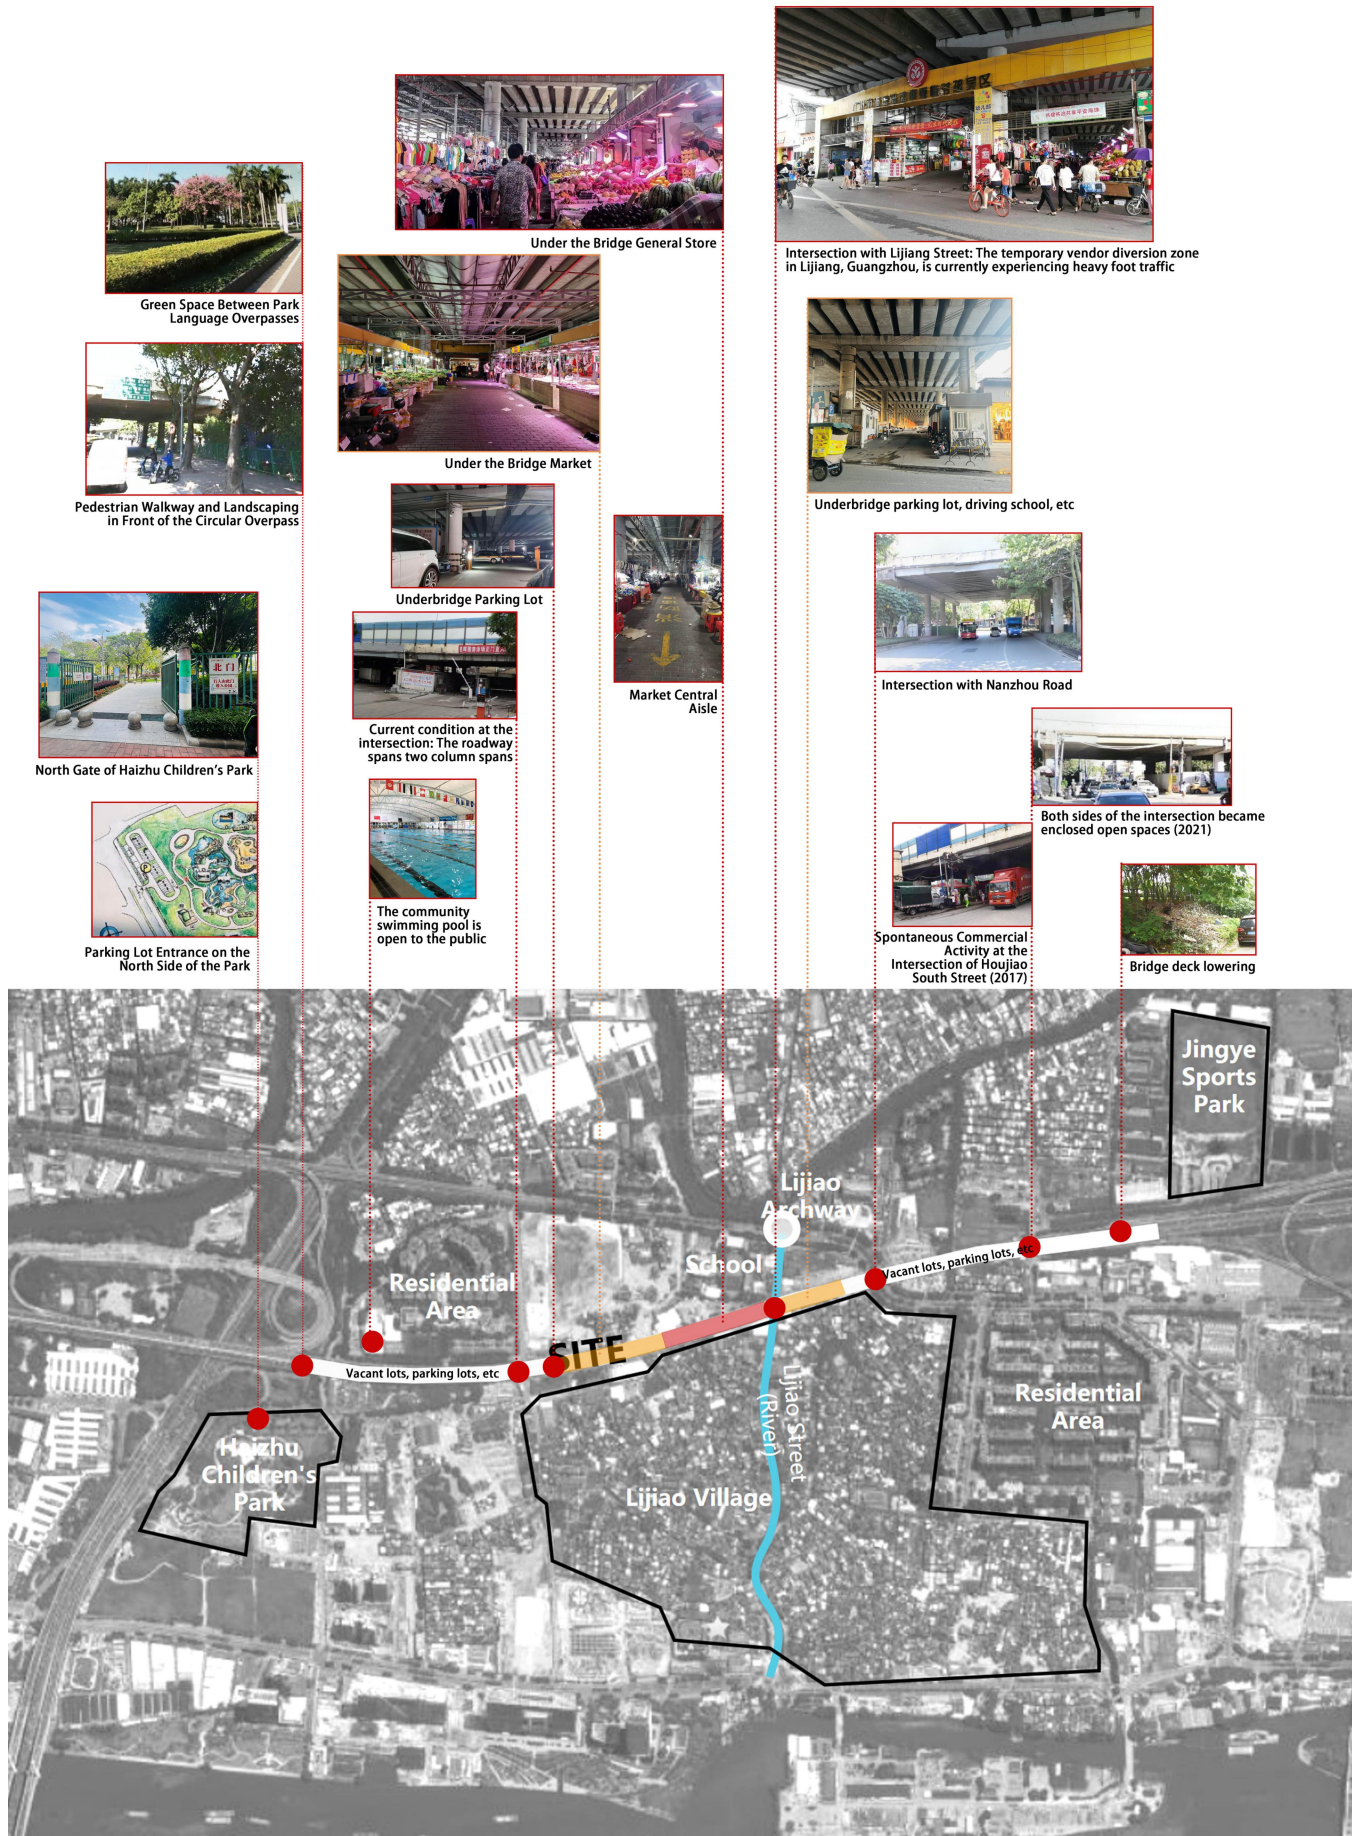 Under the Bridge General Store
Intersection with Lijiang Street: The temporary vendor diversion zone
in Lijiang, Guangzhou, is currently experiencing heavy foot traffic
Green Space Between Park
Language Overpasses
Under the Bridge Market
Underbridge parking lot, driving school, etc
Pedestrian Walkway and Landscaping
in Front of the Circular Overpass
Underbridge Parking Lot
Intersection with Nanzhou Road
Market Central
Aisle
北门
Current condition at the
intersection: The roadway
spans two column spans
North Gate of Haizhu Children's Park
Both sides of the intersection became
enclosed open spaces (2021)
The community
swimming pool is
open to the public
Spontaneous Commercial
Activity at the
Intersection of Houjiao
South Street (2017)
Parking Lot Entrance on the
North Side of the Park
Bridge deck lowering
Jingye
Sports
Park
Lijiao
Archway
School
Residential
Area
Vacant lots, parking lots, etc
SITE
Vacant lots, parking lots, etc
Lijiao Street
(River)
Residential
Area
Haizhu
Children's
Park
Lijiao Village